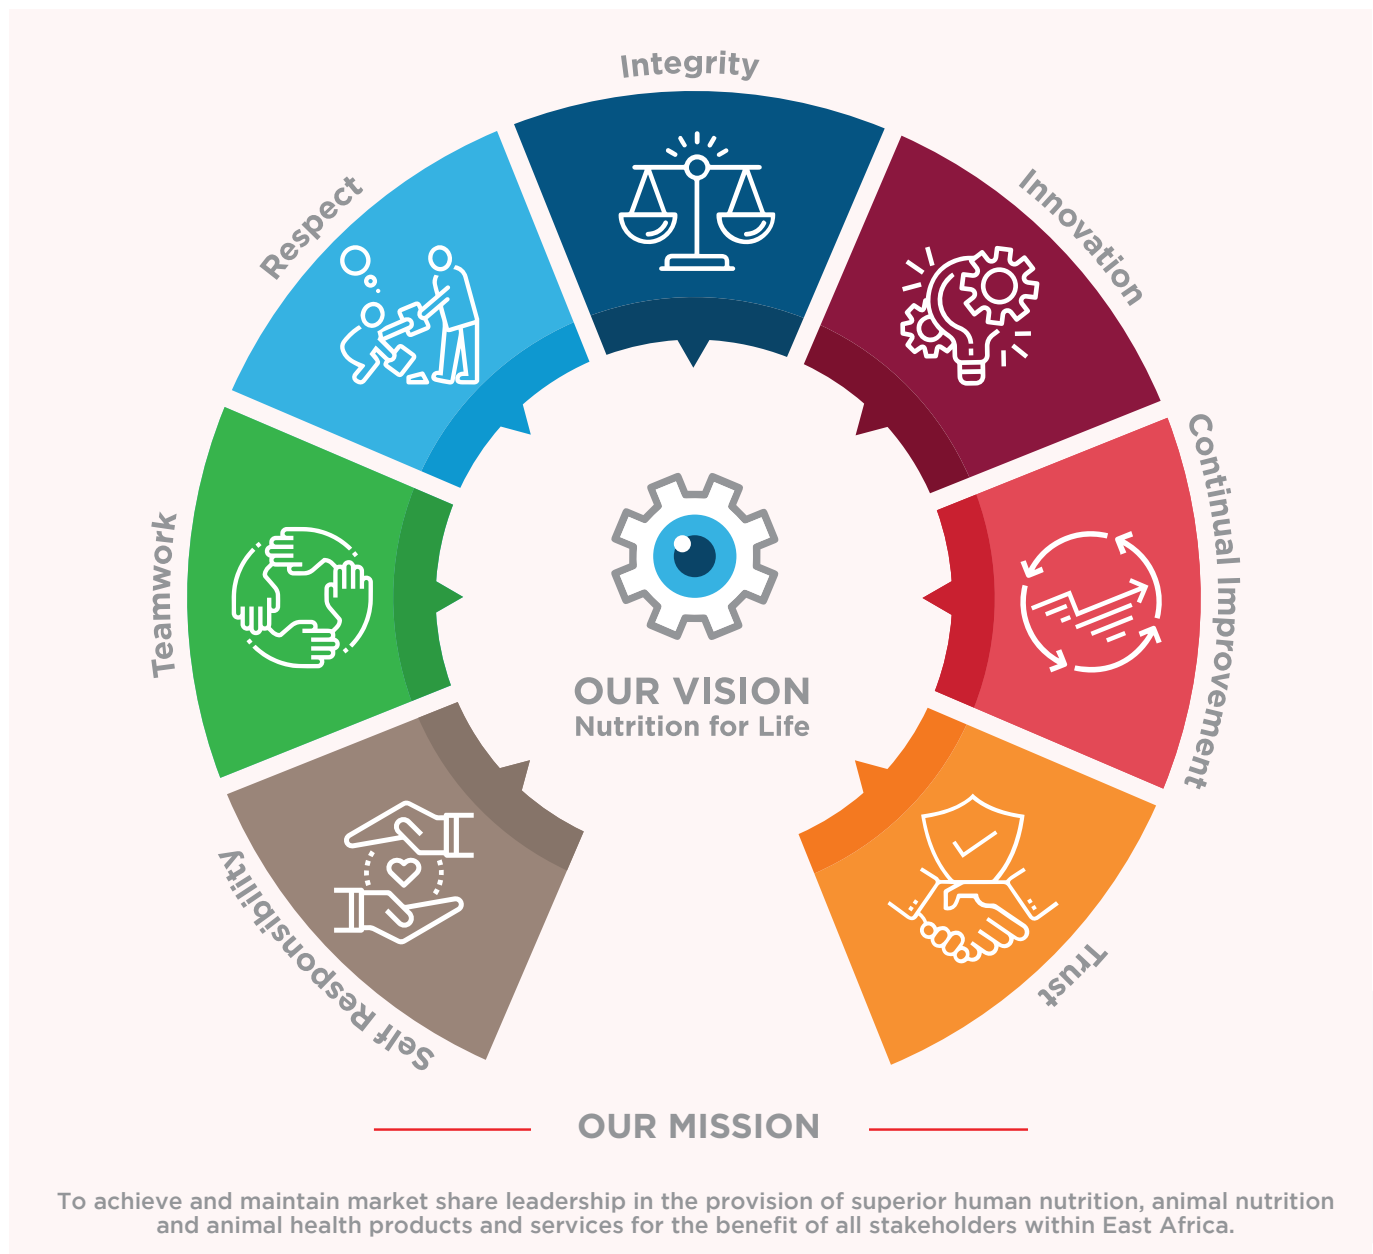 Integrity
Respect
Innovation
Teamwork
Continual Improvement
Self Responsibility
Trust
OUR VISION
Nutrition for Life
OUR MISSION
To achieve and maintain market share leadership in the provision of superior human nutrition, animal nutrition
and animal health products and services for the benefit of all stakeholders within East Africa.